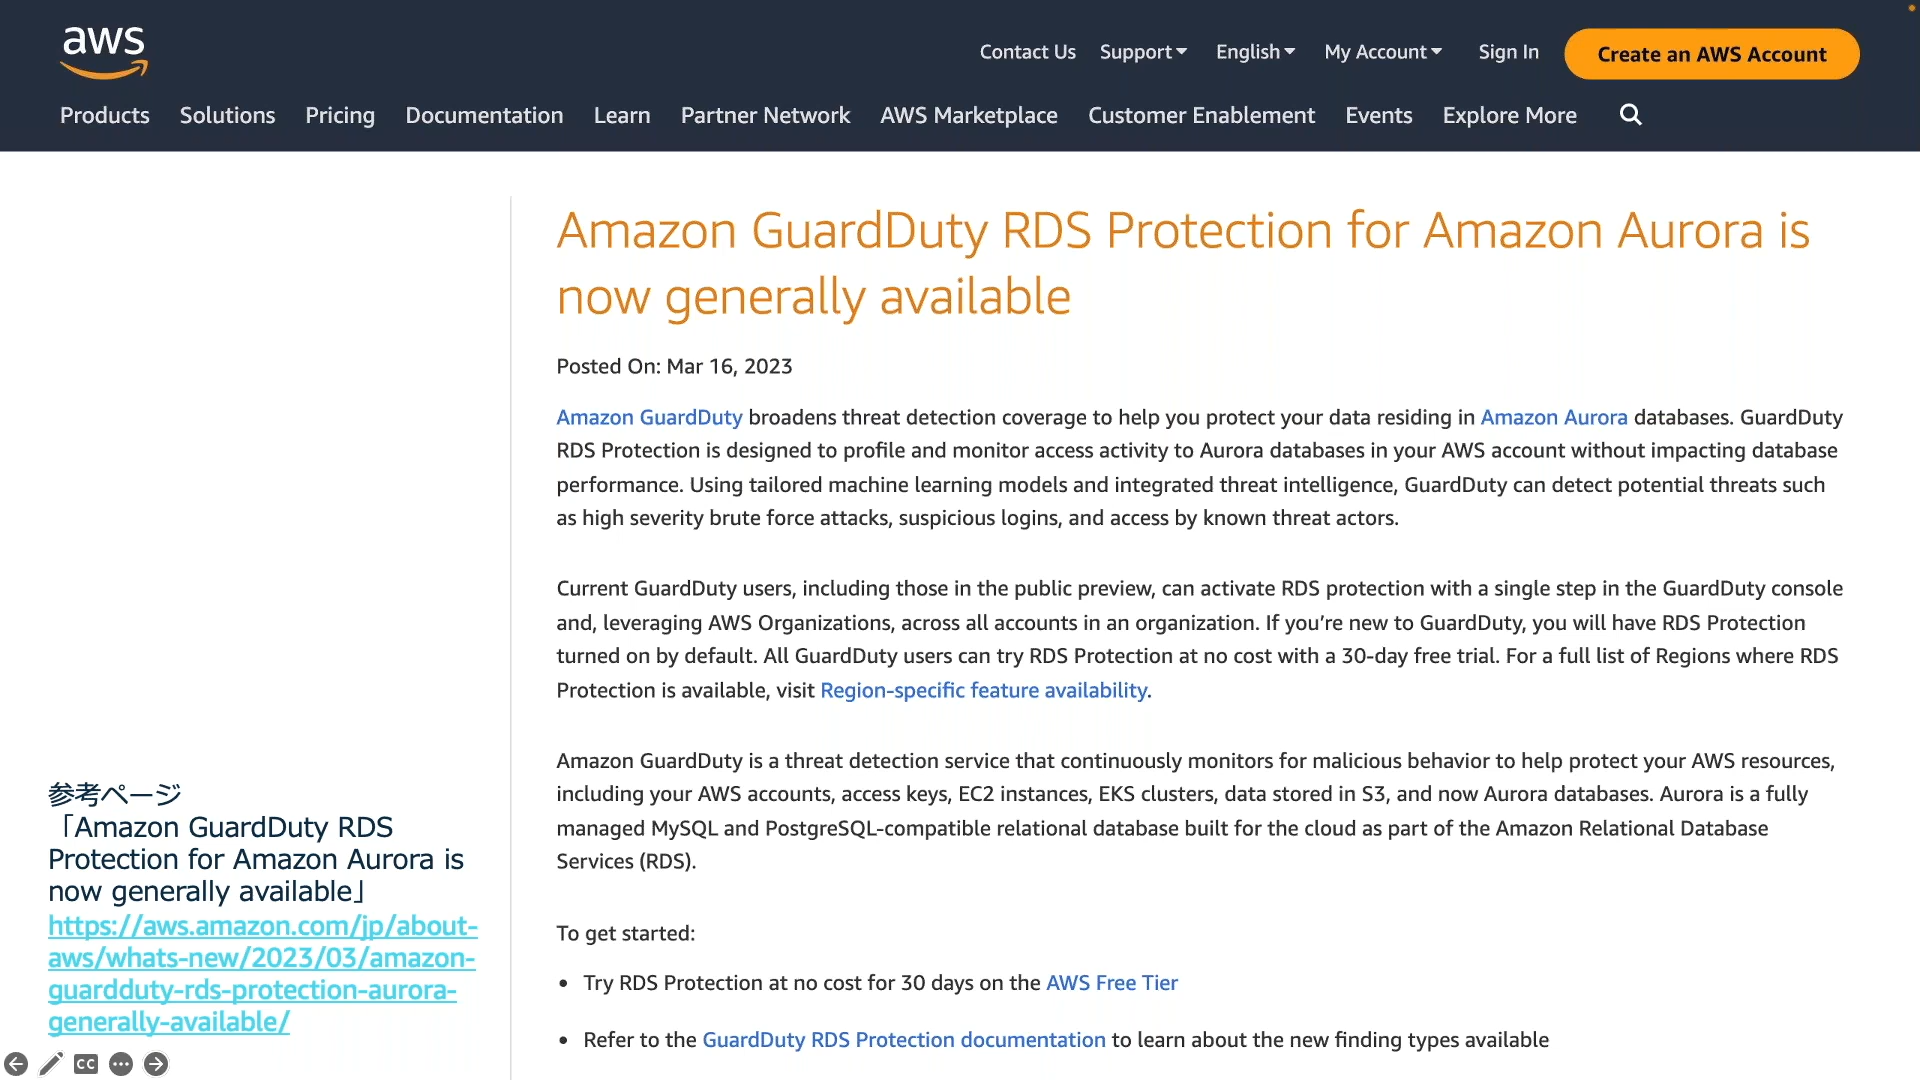 aws
Contact Us Support English My Account Sign In Create an AWS Account
Products Solutions Pricing Documentation Learn Partner Network AWS Marketplace Customer Enablement Events Explore More
Amazon GuardDuty RDS Protection for Amazon Aurora is
now generally available
Posted On: Mar 16, 2023
Amazon GuardDuty broadens threat detection coverage to help you protect your data residing in Amazon Aurora databases. GuardDuty
RDS Protection is designed to profile and monitor access activity to Aurora databases in your AWS account without impacting database
performance. Using tailored machine learning models and integrated threat intelligence, GuardDuty can detect potential threats such
as high severity brute force attacks, suspicious logins, and access by known threat actors.
Current GuardDuty users, including those in the public preview, can activate RDS protection with a single step in the GuardDuty console
and, leveraging AWS Organizations, across all accounts in an organization. If you’re new to GuardDuty, you will have RDS Protection
turned on by default. All GuardDuty users can try RDS Protection at no cost with a 30-day free trial. For a full list of Regions where RDS
Protection is available, visit Region-specific feature availability.
Amazon GuardDuty is a threat detection service that continuously monitors for malicious behavior to help protect your AWS resources,
including your AWS accounts, access keys, EC2 instances, EKS clusters, data stored in S3, and now Aurora databases. Aurora is a fully
managed MySQL and PostgreSQL-compatible relational database built for the cloud as part of the Amazon Relational Database
Services (RDS).
To get started:
• Try RDS Protection at no cost for 30 days on the AWS Free Tier
• Refer to the GuardDuty RDS Protection documentation to learn about the new finding types available
参考ページ
「Amazon GuardDuty RDS
Protection for Amazon Aurora is
now generally available」
https://aws.amazon.com/jp/about-
aws/whats-new/2023/03/amazon-
guardduty-rds-protection-aurora-
generally-available/
CC